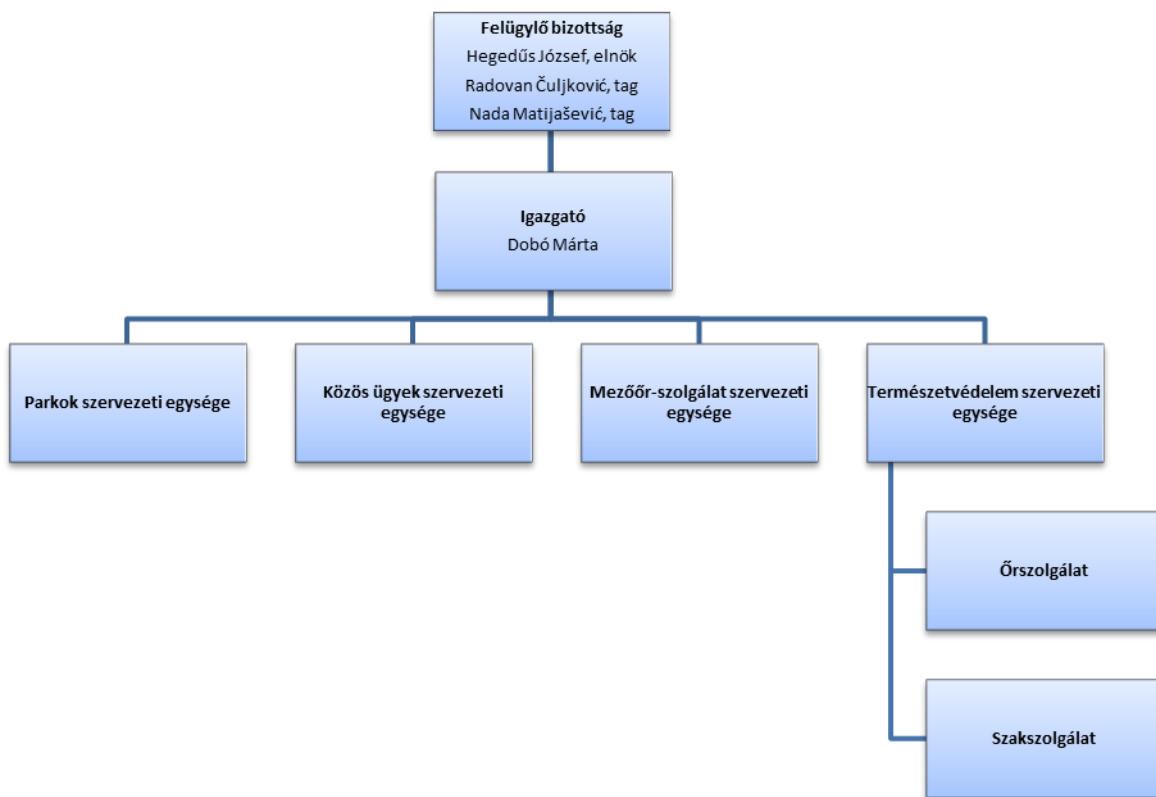 Felügylő bizottság
Hegedűs József, elnök
Radovan Čuljković, tag
Nada Matijašević, tag
Igazgató
Dobó Márta
Parkok szervezeti egysége
Közös ügyek szervezeti
egysége
Mezőőr-szolgálat szervezeti
egysége
Természetvédelem szervezeti
egysége
Őrszolgálat
Szakszolgálat